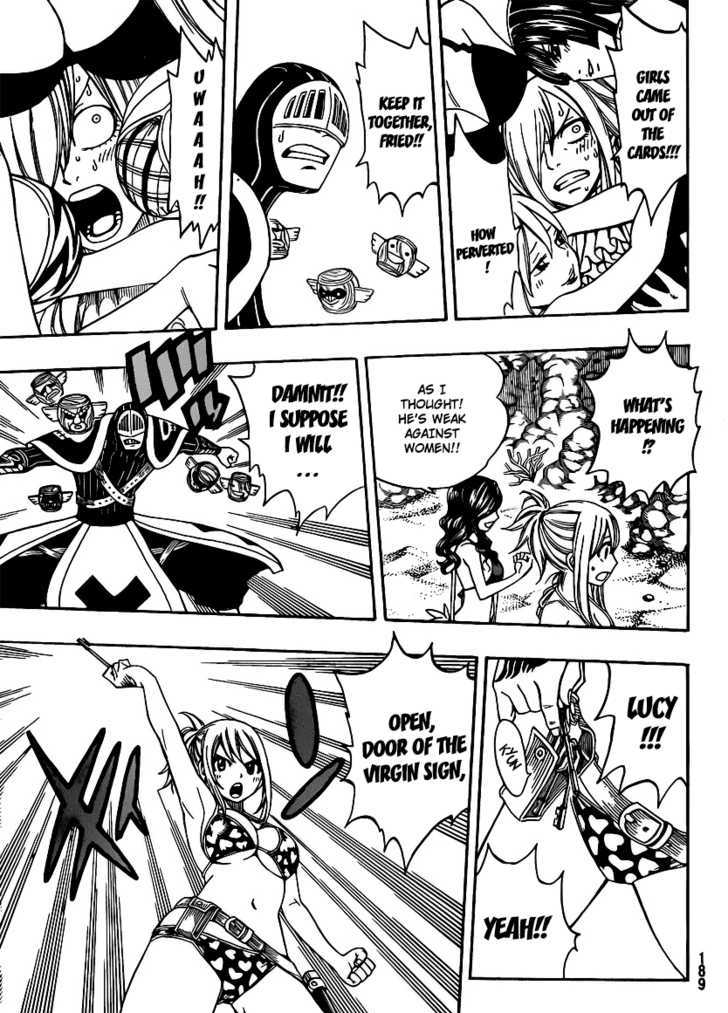 GIRLS
CAME
OUT OF
THE
CARDS!!!
HOW
PERVERTED
!
KEEP IT
TOGETHER,
FRIED!!
UWAAAH!!
WHAT'S
HAPPENING
!?
AS I
THOUGHT!
HE'S WEAK
AGAINST
WOMEN!!
DAMNIT!!
I SUPPOSE
I WILL
...
LUCY
!!!
YEAH!!
OPEN,
DOOR OF THE
VIRGIN SIGN,
189